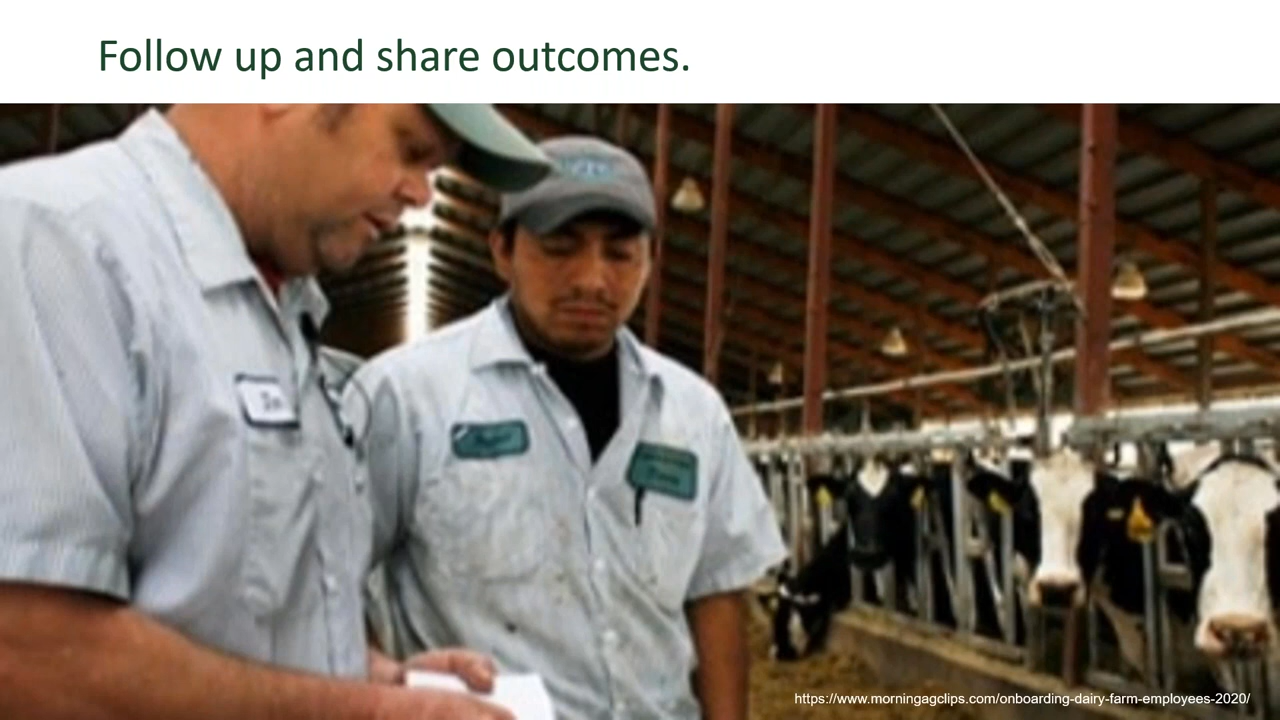 Follow up and share outcomes.
https://www.morningagclips.com/onboarding-dairy-farm-employees-2020/